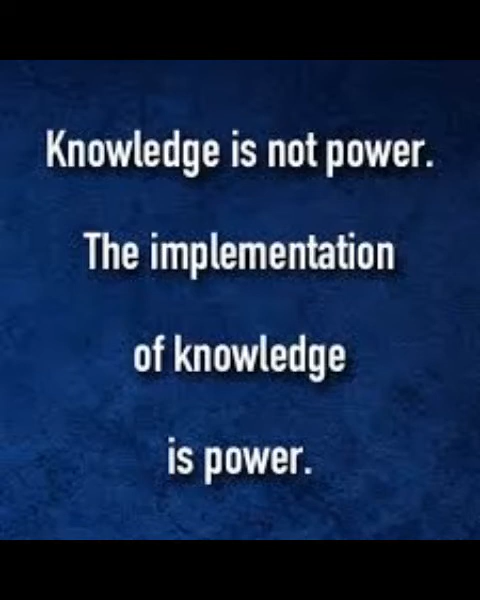 Knowledge is not power.
The implementation
of knowledge
is power.